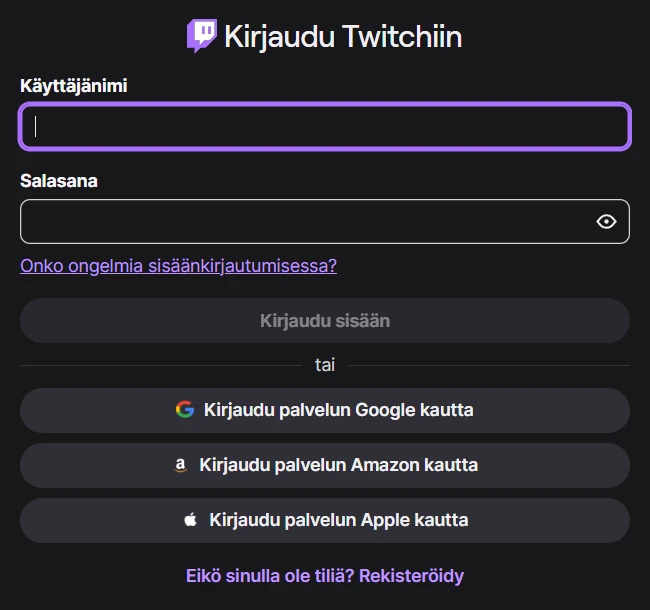 Kirjaudu Twitchiin
Käyttäjänimi
Salasana
Onko ongelmia sisäänkirjautumisessa?
Kirjaudu sisään
tai
Kirjaudu palvelun Google kautta
Kirjaudu palvelun Amazon kautta
Kirjaudu palvelun Apple kautta
Eikö sinulla ole tiliä? Rekisteröidy